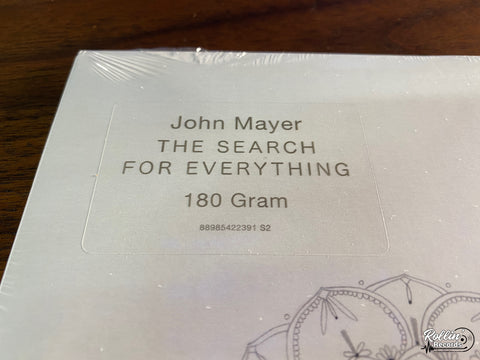 John Mayer
THE SEARCH
FOR EVERYTHING
180 Gram
88985422391 S2
Rollin'
Records